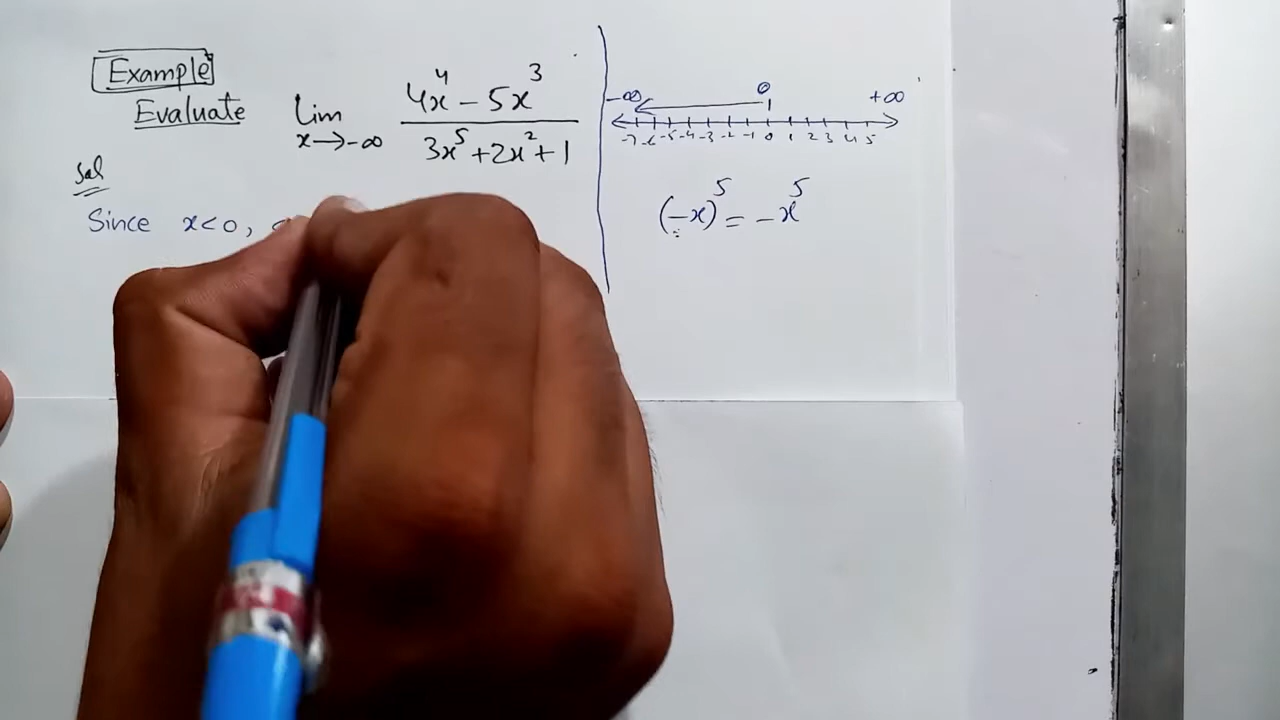 Example
Evaluate Lim x→-∞ (4x⁴ - 5x³)/(3x⁵ + 2x² + 1)
Sol
Since x<0,
-∞ 0 +∞
-7 -6 -5 -4 -3 -2 -1 0 1 2 3 4 5
(-x)⁵ = -x⁵